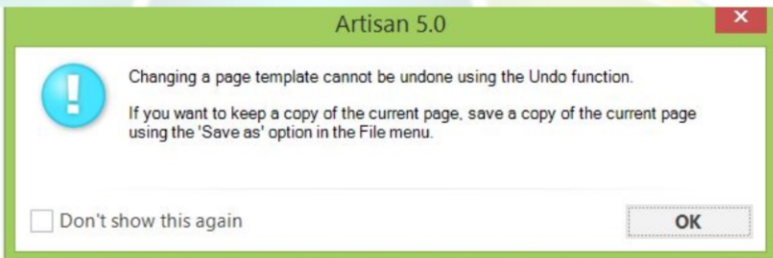 Artisan 5.0
Changing a page template cannot be undone using the Undo function.
If you want to keep a copy of the current page, save a copy of the current page
using the 'Save as' option in the File menu.
Don't show this again
OK